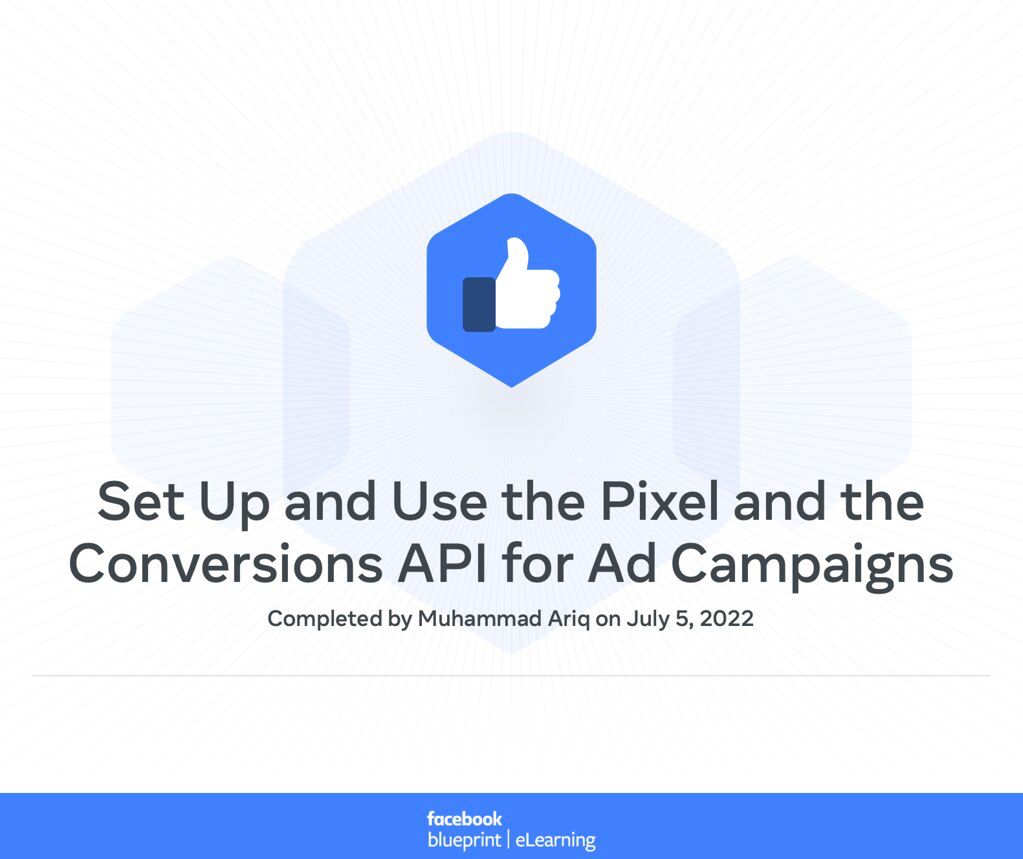 Set Up and Use the Pixel and the
Conversions API for Ad Campaigns
Completed by Muhammad Ariq on July 5, 2022
facebook
blueprint | eLearning